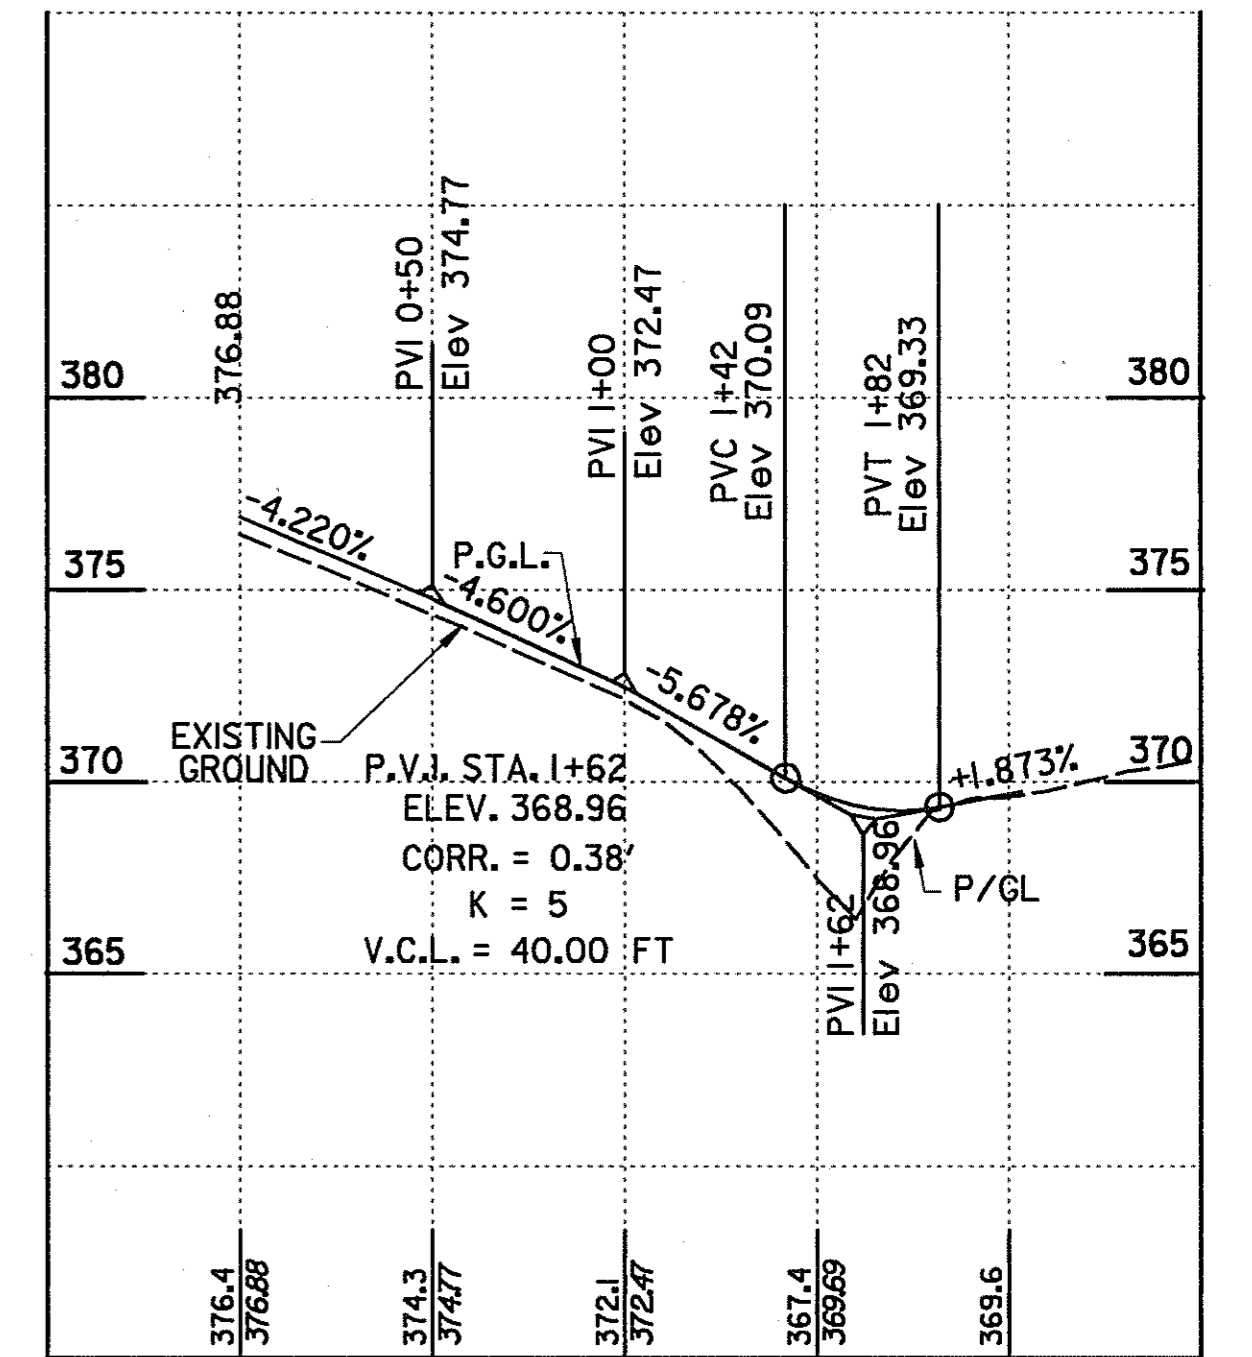 376.88
PVI 0+50
Elev 374.77
PVI 1+00
Elev 372.47
PVC 1+42
Elev 370.09
PVT 1+82
Elev 369.33
380
380
-4.220%
P.G.L.
-4.600%
375
375
-5.678%
EXISTING
GROUND
370
370
+1.873%
P.V.I. STA. 1+62
ELEV. 368.96
CORR. = 0.38'
K = 5
V.C.L. = 40.00 FT
PVI 1+62
Elev 368.96
P/GL
365
365
376.4
376.88
374.3
374.77
372.1
372.47
367.4
369.69
369.6